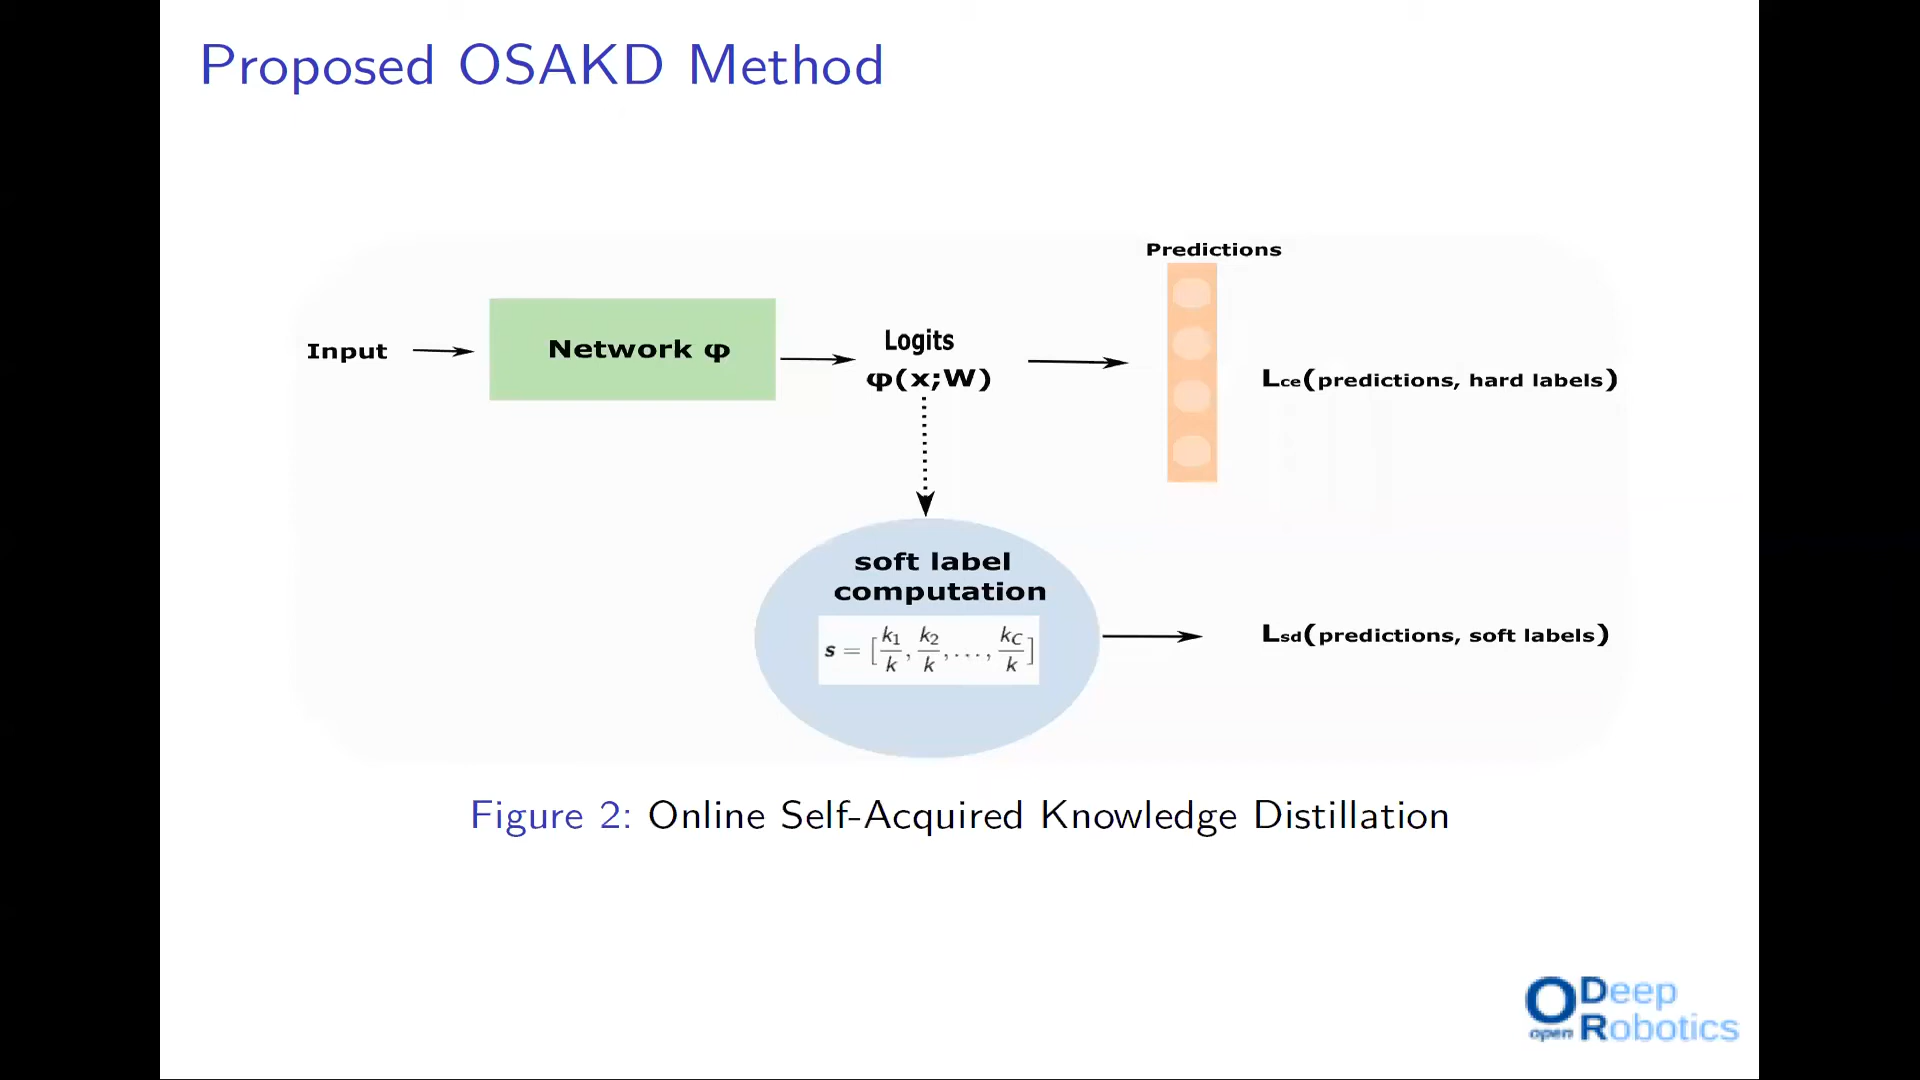 Proposed OSAKD Method
Predictions
Input
Network φ
Logits
φ(x;W)
Lce(predictions, hard labels)
soft label
computation
s = [k1/k, k2/k, ..., kC/k]
Lsd(predictions, soft labels)
Figure 2: Online Self-Acquired Knowledge Distillation
Open Deep
Robotics